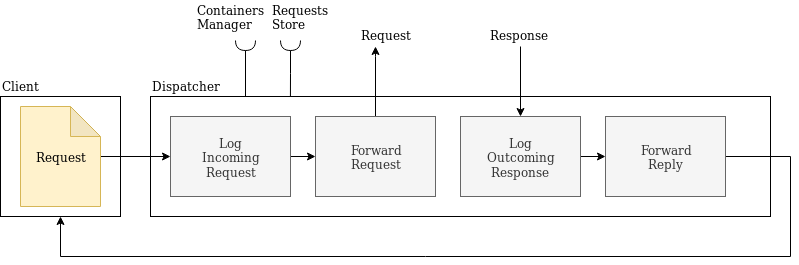 Containers
Manager
Requests
Store
Request
Response
Client
Dispatcher
Request
Log
Incoming
Request
Forward
Request
Log
Outcoming
Response
Forward
Reply